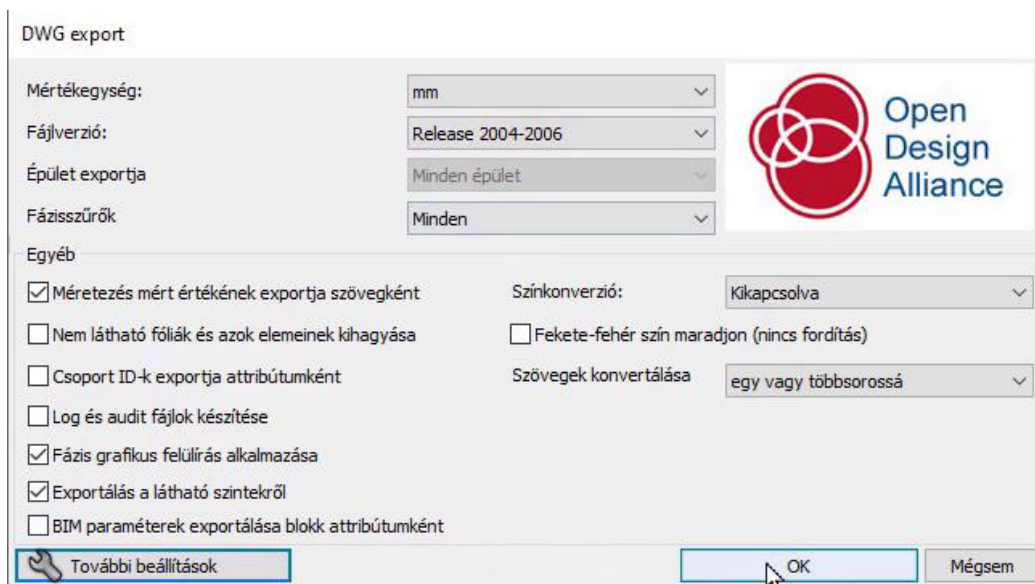 DWG export
Mértékegység:
mm
Fájlverzió:
Release 2004-2006
Épület exportja
Minden épület
Fázisszűrők
Minden
Open
Design
Alliance
Egyéb
Méretezés mért értékének exportja szövegként
Nem látható fóliák és azok elemeinek kihagyása
Csoport ID-k exportja attribútumként
Log és audit fájlok készítése
Fázis grafikus felülírás alkalmazása
Exportálás a látható szintekről
BIM paraméterek exportálása blokk attribútumként
Színkonverzió:
Kikapcsolva
Fekete-fehér szín maradjon (nincs fordítás)
Szövegek konvertálása
egy vagy többsorossá
További beállítások
OK
Mégsem